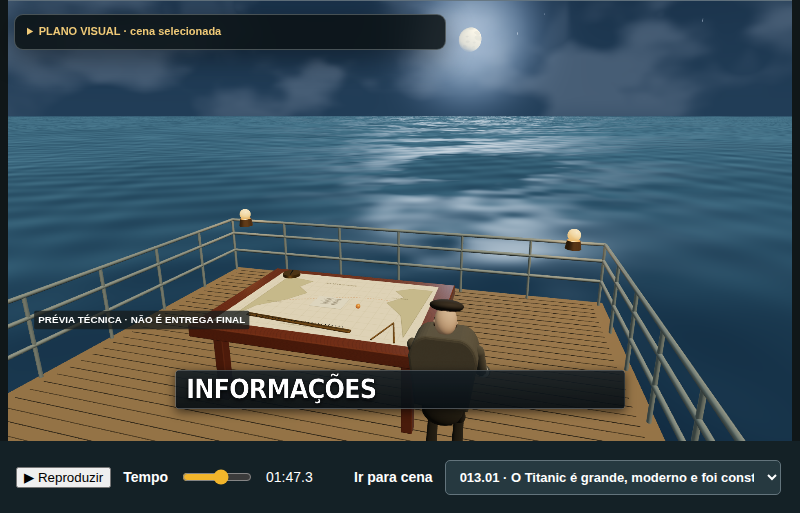 ▶ PLANO VISUAL · cena selecionada
PRÉVIA TÉCNICA · NÃO É ENTREGA FINAL
INFORMAÇÕES
▶ Reproduzir
Tempo
01:47.3
Ir para cena
013.01 · O Titanic é grande, moderno e foi const